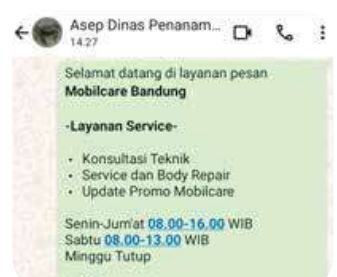 Asep Dinas Penanam...
14.27
Selamat datang di layanan pesan
Mobilcare Bandung
-Layanan Service-
• Konsultasi Teknik
• Service dan Body Repair
• Update Promo Mobilcare
Senin-Jum'at 08.00-16.00 WIB
Sabtu 08.00-13.00 WIB
Minggu Tutup